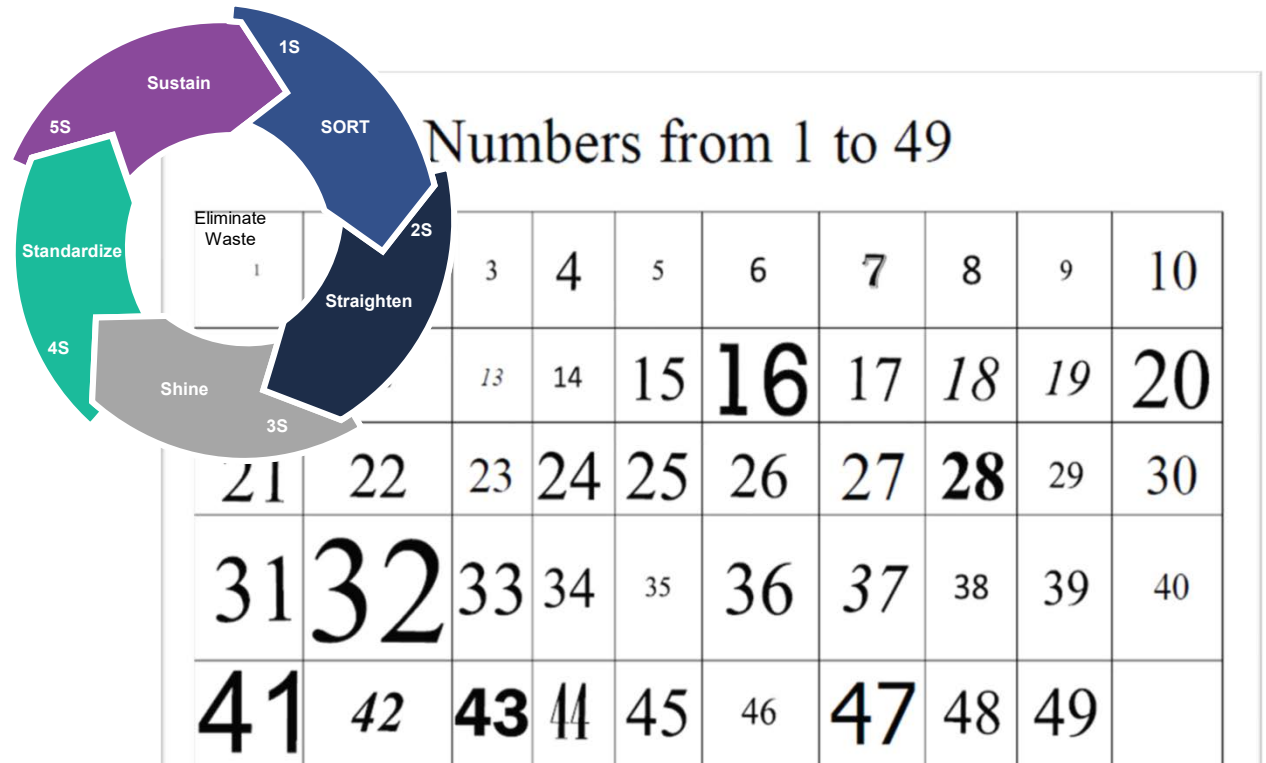 1S
Sustain
SORT
5S
Numbers from 1 to 49
Eliminate
Waste
2S
Standardize
1 3 4 5 6 7 8 9 10
Straighten
4S
Shine
13 14 15 16 17 18 19 20
3S
21 22 23 24 25 26 27 28 29 30
31 32 33 34 35 36 37 38 39 40
41 42 43 44 45 46 47 48 49